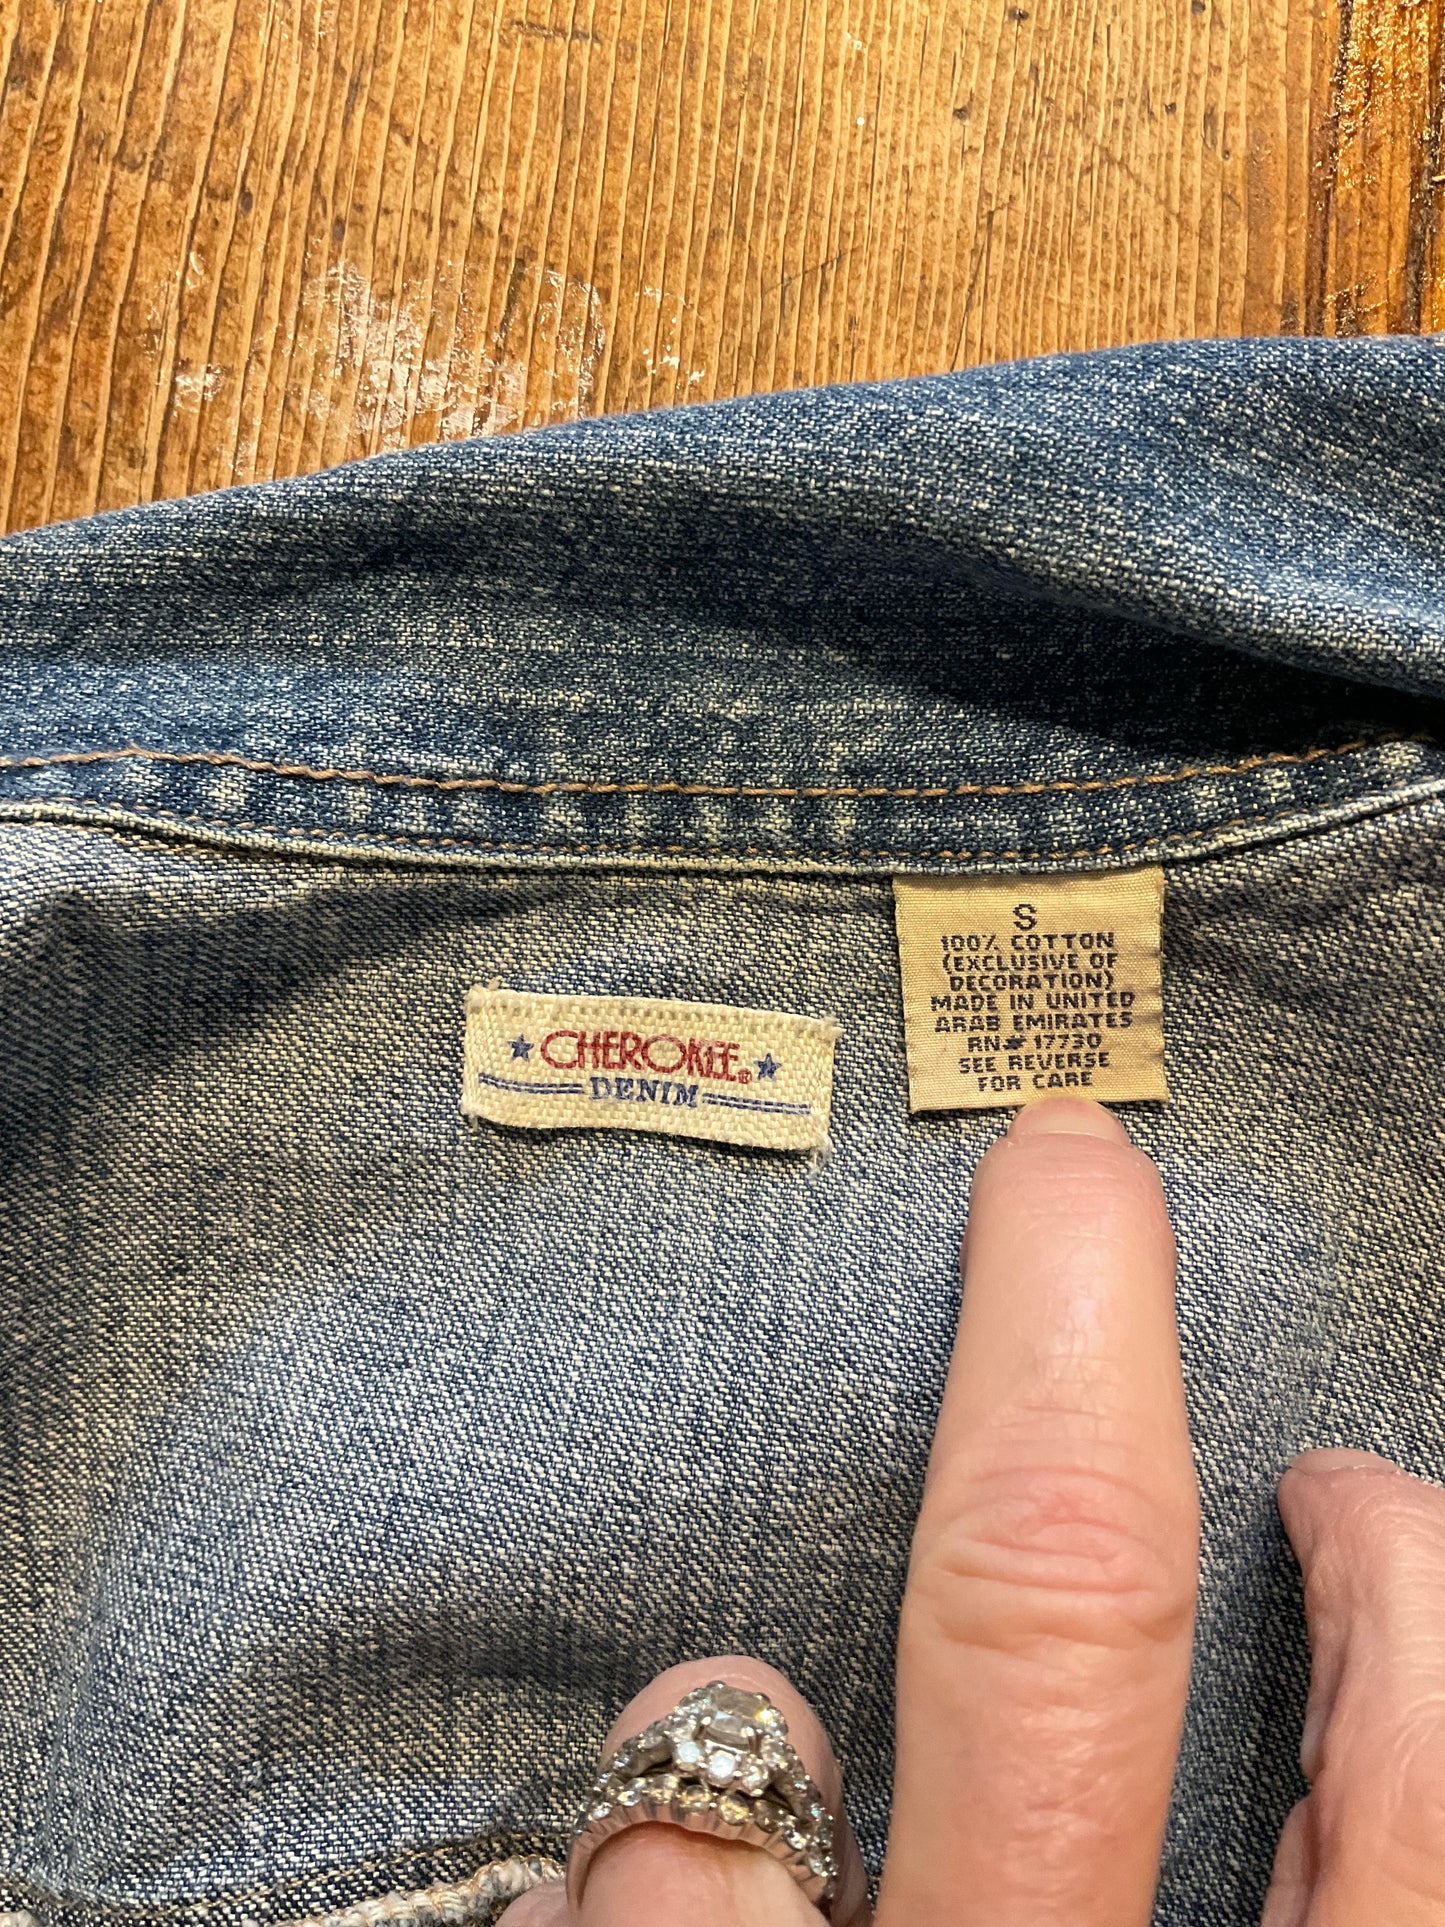 ★ CHEROKEE® ★
DENIM
S
100% COTTON
(EXCLUSIVE OF
DECORATION)
MADE IN UNITED
ARAB EMIRATES
RN# 17730
SEE REVERSE
FOR CARE